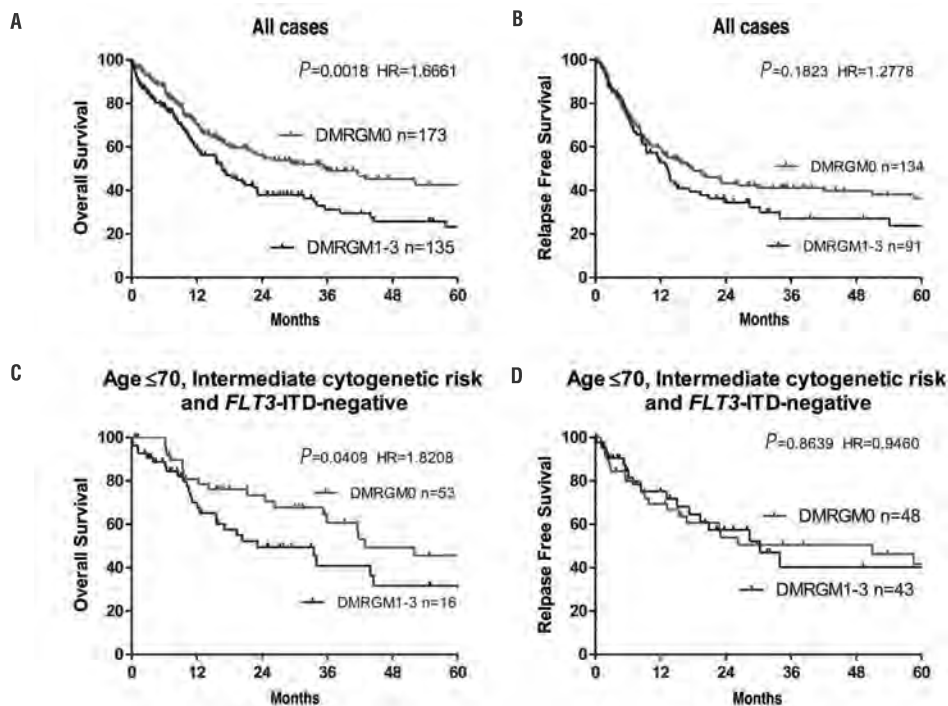 A
All cases
P=0.0018 HR=1.6661
DMRGM0 n=173
DMRGM1-3 n=135
Overall Survival
100
80
60
40
20
0
0 12 24 36 48 60
Months
B
All cases
P=0.1823 HR=1.2778
DMRGM0 n=134
DMRGM1-3 n=91
Relapse Free Survival
100
80
60
40
20
0
0 12 24 36 48 60
Months
C
Age ≤70, Intermediate cytogenetic risk
and FLT3-ITD-negative
P=0.0409 HR=1.8208
DMRGM0 n=53
DMRGM1-3 n=16
Overall Survival
100
80
60
40
20
0
0 12 24 36 48 60
Months
D
Age ≤70, Intermediate cytogenetic risk
and FLT3-ITD-negative
P=0.8639 HR=0.9460
DMRGM0 n=48
DMRGM1-3 n=43
Relpase Free Suvival
100
80
60
40
20
0
0 12 24 36 48 60
Months